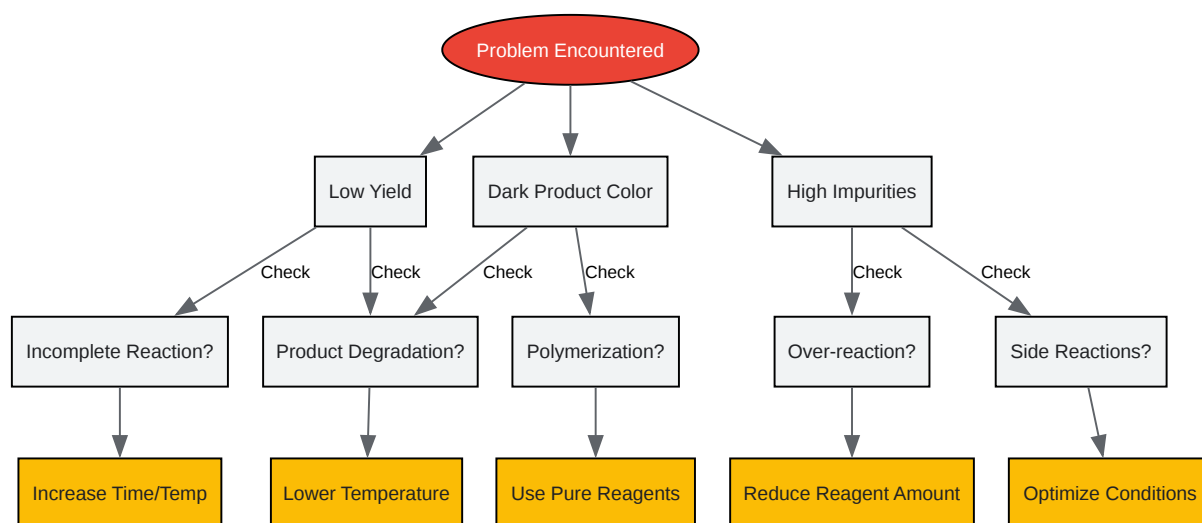 Problem Encountered
Low Yield
Dark Product Color
High Impurities
Check
Check
Check
Check
Check
Check
Incomplete Reaction?
Product Degradation?
Polymerization?
Over-reaction?
Side Reactions?
Increase Time/Temp
Lower Temperature
Use Pure Reagents
Reduce Reagent Amount
Optimize Conditions